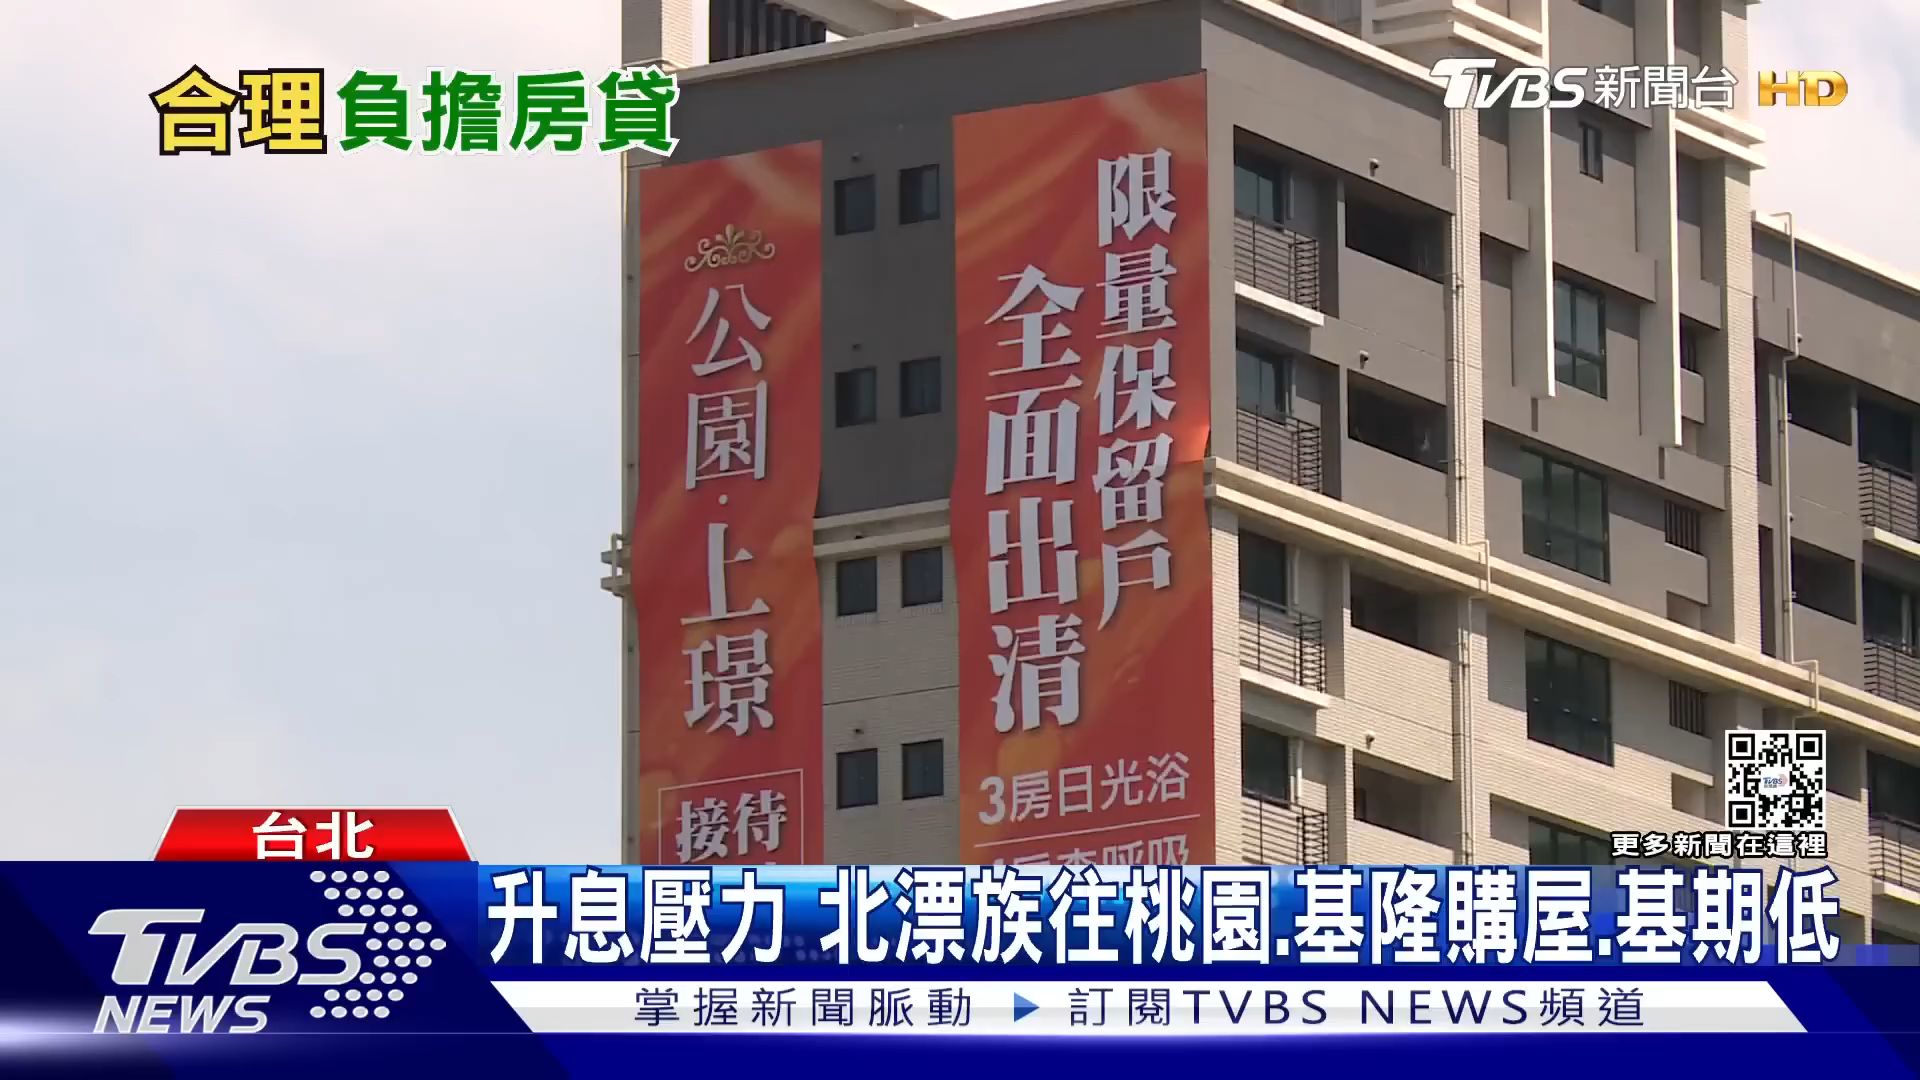 合理負擔房貸
TVBS新聞台 HD
公園·上璟
接待
限量保留戶
全面出清
3房日光浴
更多新聞在這裡
台北
升息壓力 北漂族往桃園.基隆購屋.基期低
TVBS NEWS
掌握新聞脈動 ▶ 訂閱TVBS NEWS頻道